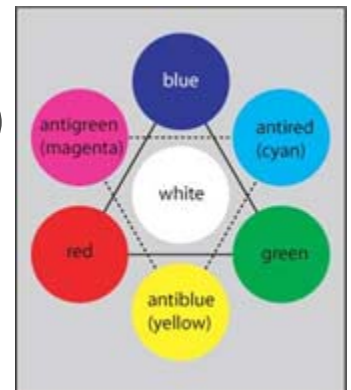 blue
antigreen
(magenta)
antired
(cyan)
white
red
green
antiblue
(yellow)